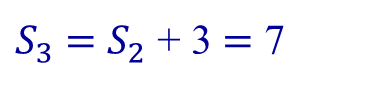 S₃ = S₂ + 3 = 7